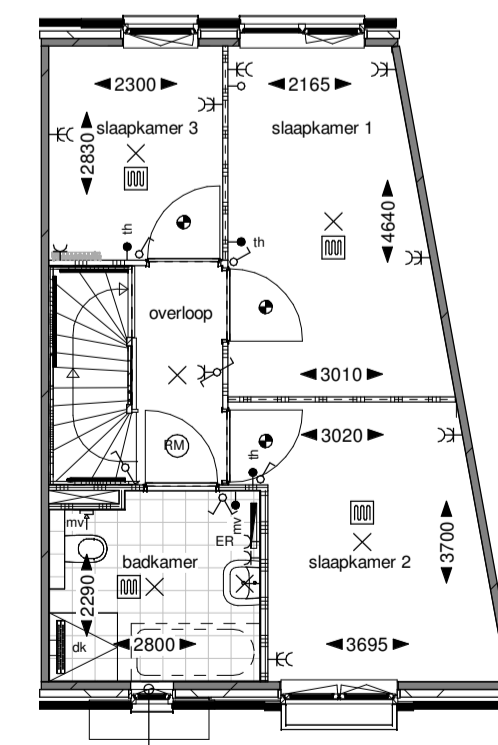 2300
2165
slaapkamer 3
slaapkamer 1
2830
4640
th
th
overloop
3010
3020
RM
th
mv
mv
ER
badkamer
slaapkamer 2
3700
2290
dk
2800
3695